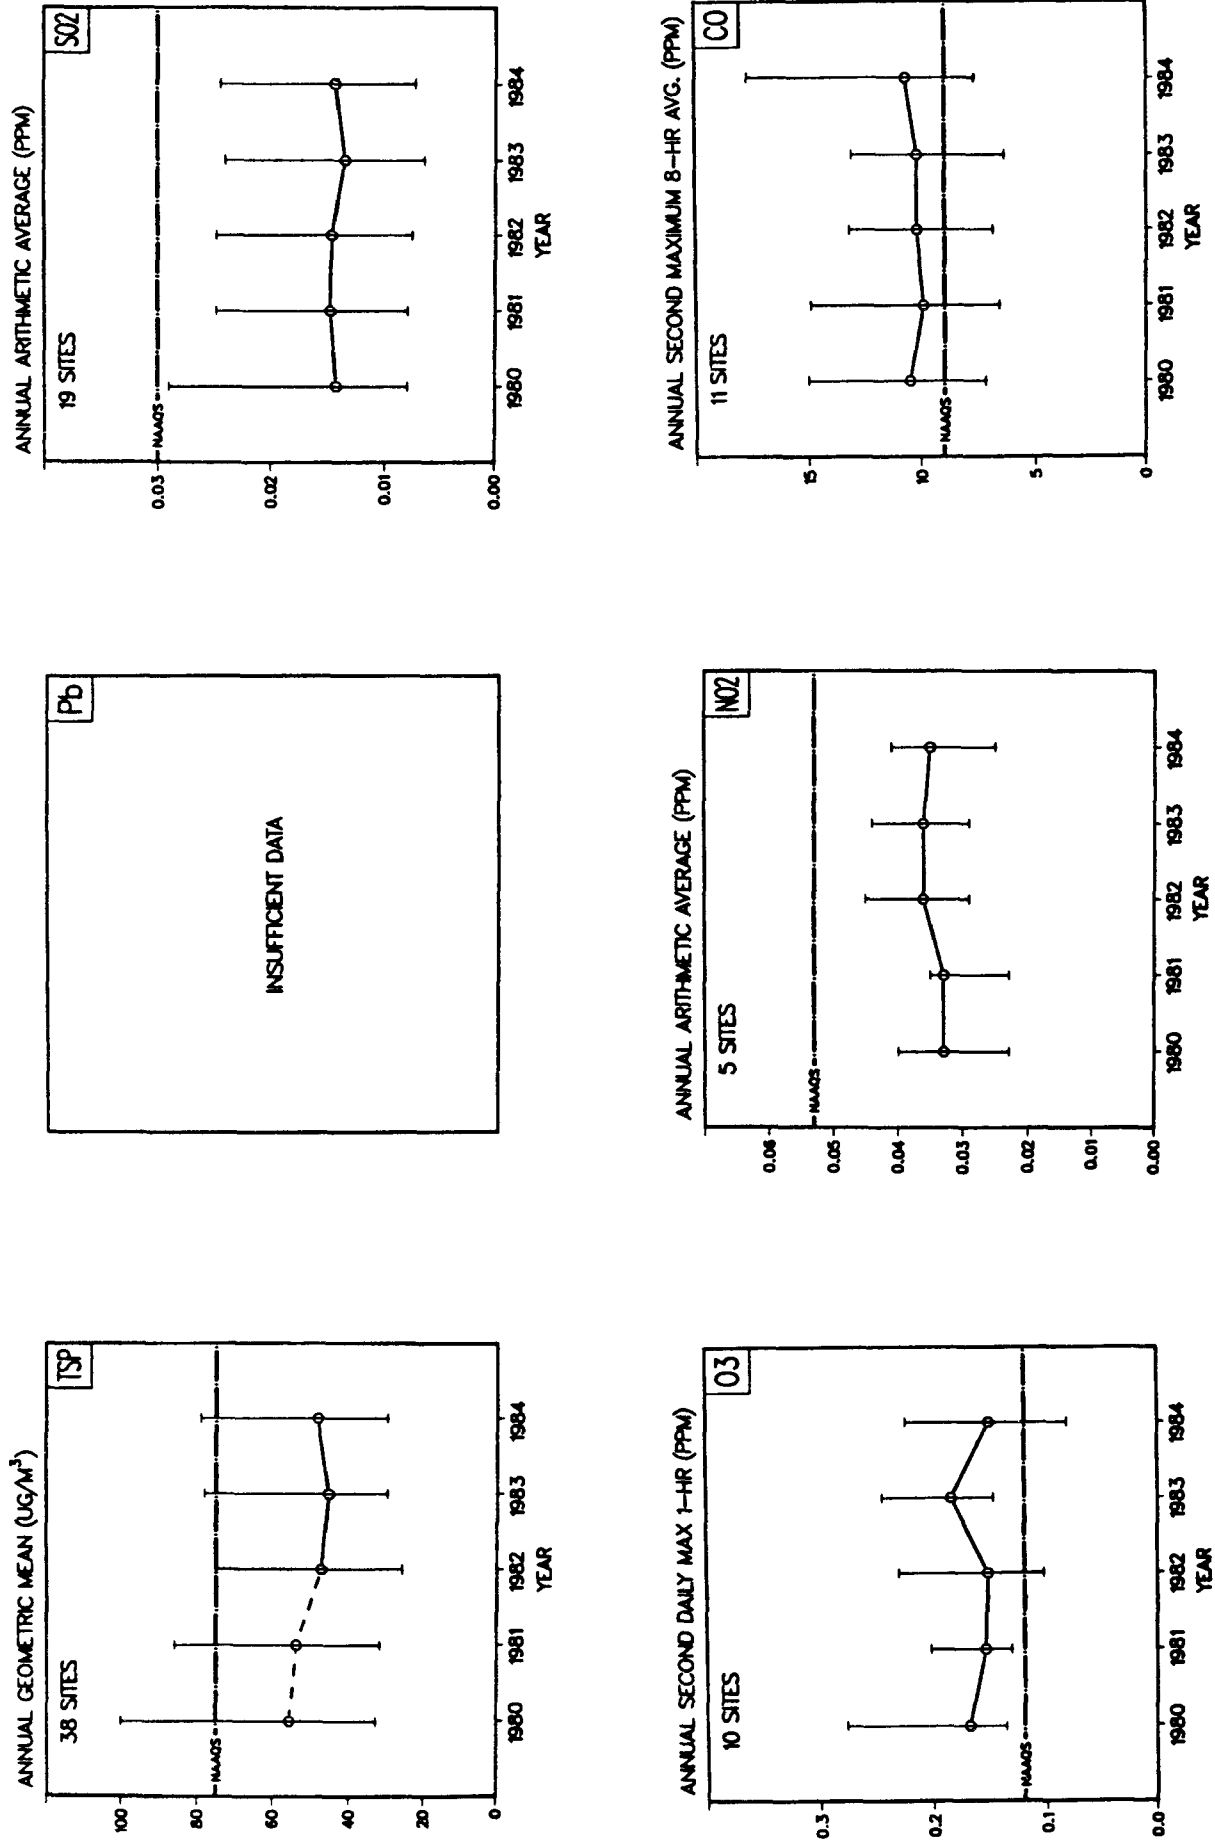 ANNUAL GEOMETRIC MEAN (UG/M³)
TSP
38 SITES
100
80
60
40
20
0
NAAQS
1980 1981 1982 1983 1984
YEAR
Pb
INSUFFICIENT DATA
ANNUAL ARITHMETIC AVERAGE (PPM)
SO2
19 SITES
0.03
0.02
0.01
0.00
NAAQS
1980 1981 1982 1983 1984
YEAR
ANNUAL SECOND DAILY MAX 1-HR (PPM)
O3
10 SITES
0.3
0.2
0.1
0.0
NAAQS
1980 1981 1982 1983 1984
YEAR
ANNUAL ARITHMETIC AVERAGE (PPM)
NO2
5 SITES
0.06
0.05
0.04
0.03
0.02
0.01
0.00
NAAQS
1980 1981 1982 1983 1984
YEAR
ANNUAL SECOND MAXIMUM 8-HR AVG. (PPM)
CO
11 SITES
15
10
5
0
NAAQS
1980 1981 1982 1983 1984
YEAR